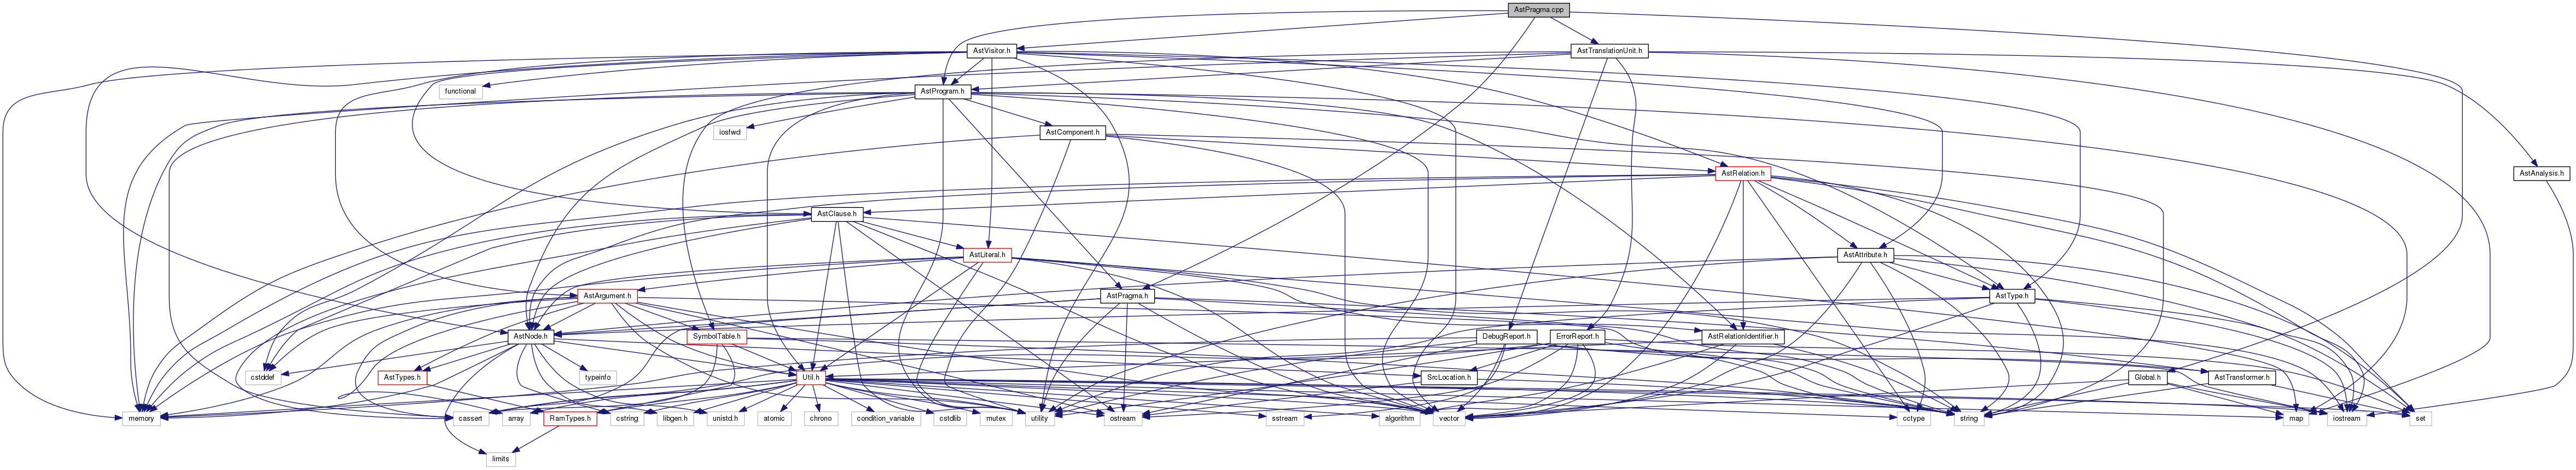 AstPragma.cpp
AstVisitor.h
AstTranslationUnit.h
functional
AstProgram.h
iosfwd
AstComponent.h
AstRelation.h
AstAnalysis.h
AstClause.h
AstLiteral.h
AstAttribute.h
AstArgument.h
AstPragma.h
AstType.h
AstNode.h
SymbolTable.h
DebugReport.h
ErrorReport.h
AstRelationIdentifier.h
cstddef
AstTypes.h
typeinfo
Util.h
SrcLocation.h
Global.h
AstTransformer.h
memory
cassert
array
RamTypes.h
cstring
libgen.h
unistd.h
atomic
chrono
condition_variable
cstdlib
mutex
utility
ostream
sstream
algorithm
vector
cctype
string
map
iostream
set
limits